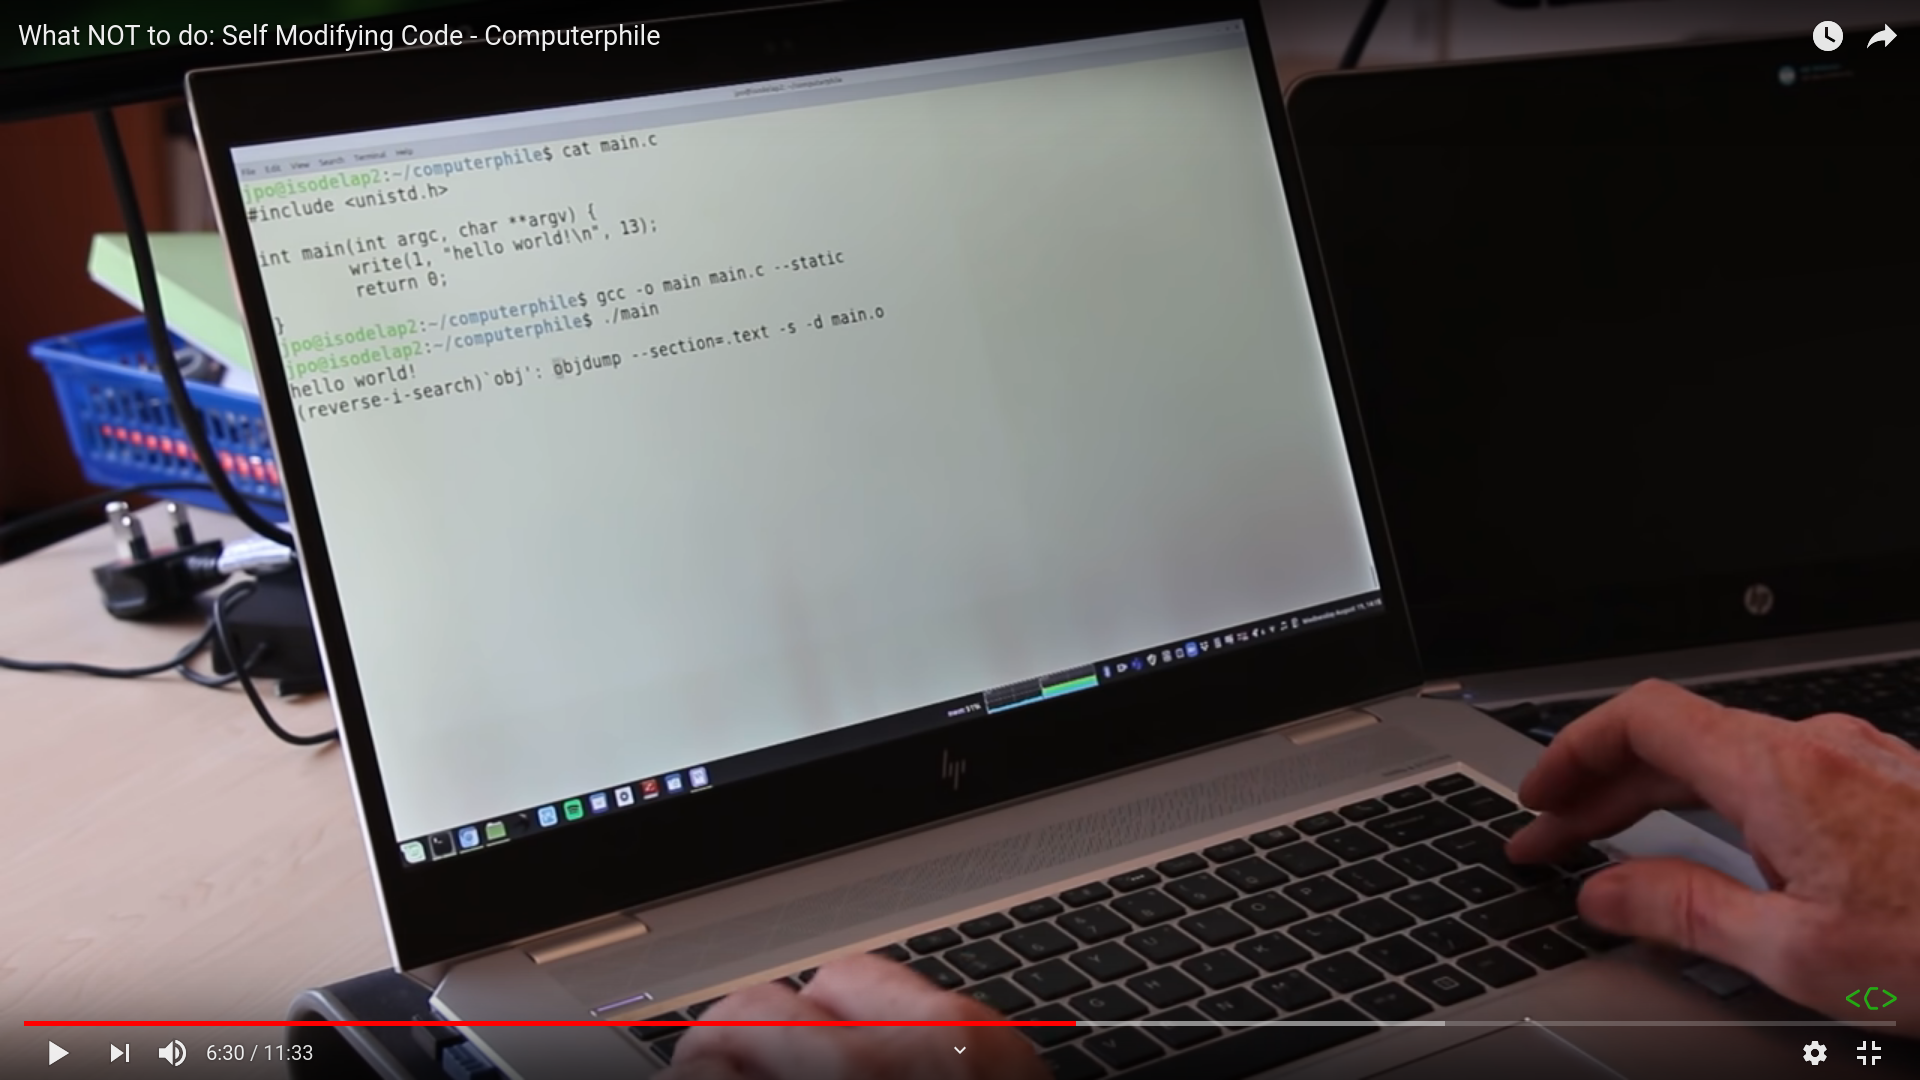 What NOT to do: Self Modifying Code - Computerphile
File Edit View Search Terminal Help
jpo@isodelap2:~/computerphile$ cat main.c
#include <unistd.h>
int main(int argc, char **argv) {
write(1, "hello world!\n", 13);
return 0;
}
jpo@isodelap2:~/computerphile$ gcc -o main main.c --static
jpo@isodelap2:~/computerphile$ ./main
hello world!
(reverse-i-search)`obj': objdump --section=.text -s -d main.o
hp
<C>
6:30 / 11:33